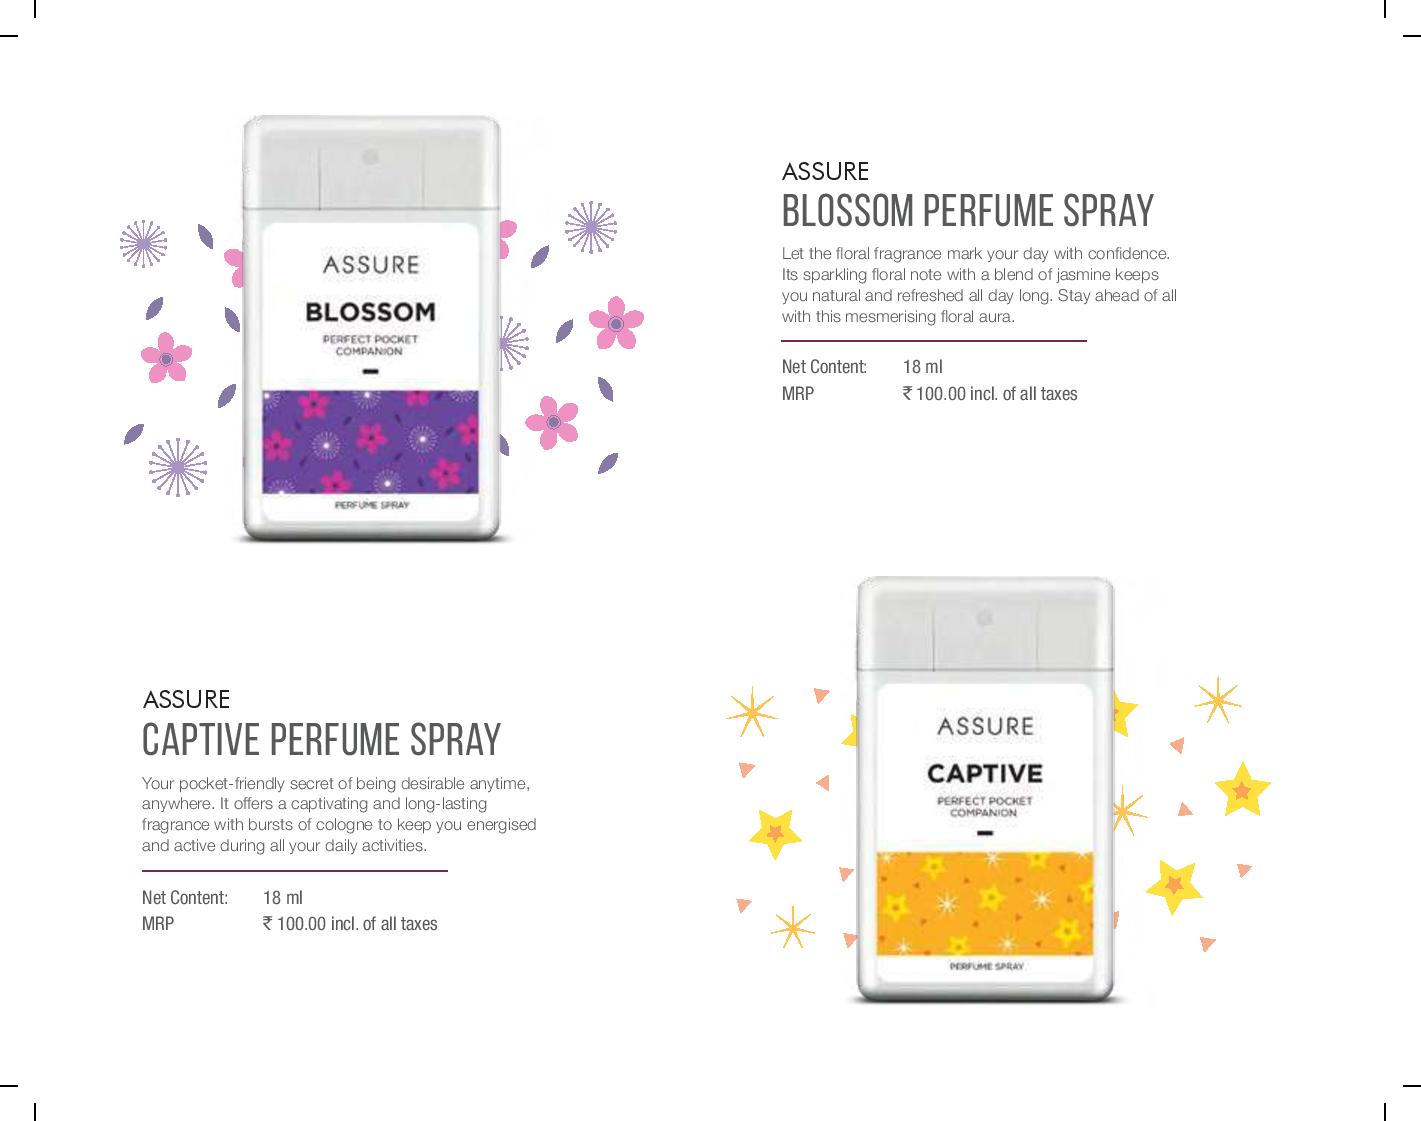 ASSURE
BLOSSOM
PERFECT POCKET
COMPANION
PERFUME SPRAY
ASSURE
BLOSSOM PERFUME SPRAY
Let the floral fragrance mark your day with confidence.
Its sparkling floral note with a blend of jasmine keeps
you natural and refreshed all day long. Stay ahead of all
with this mesmerising floral aura.
Net Content: 18 ml
MRP ₹ 100.00 incl. of all taxes
ASSURE
CAPTIVE PERFUME SPRAY
Your pocket-friendly secret of being desirable anytime,
anywhere. It offers a captivating and long-lasting
fragrance with bursts of cologne to keep you energised
and active during all your daily activities.
Net Content: 18 ml
MRP ₹ 100.00 incl. of all taxes
ASSURE
CAPTIVE
PERFECT POCKET
COMPANION
PERFUME SPRAY